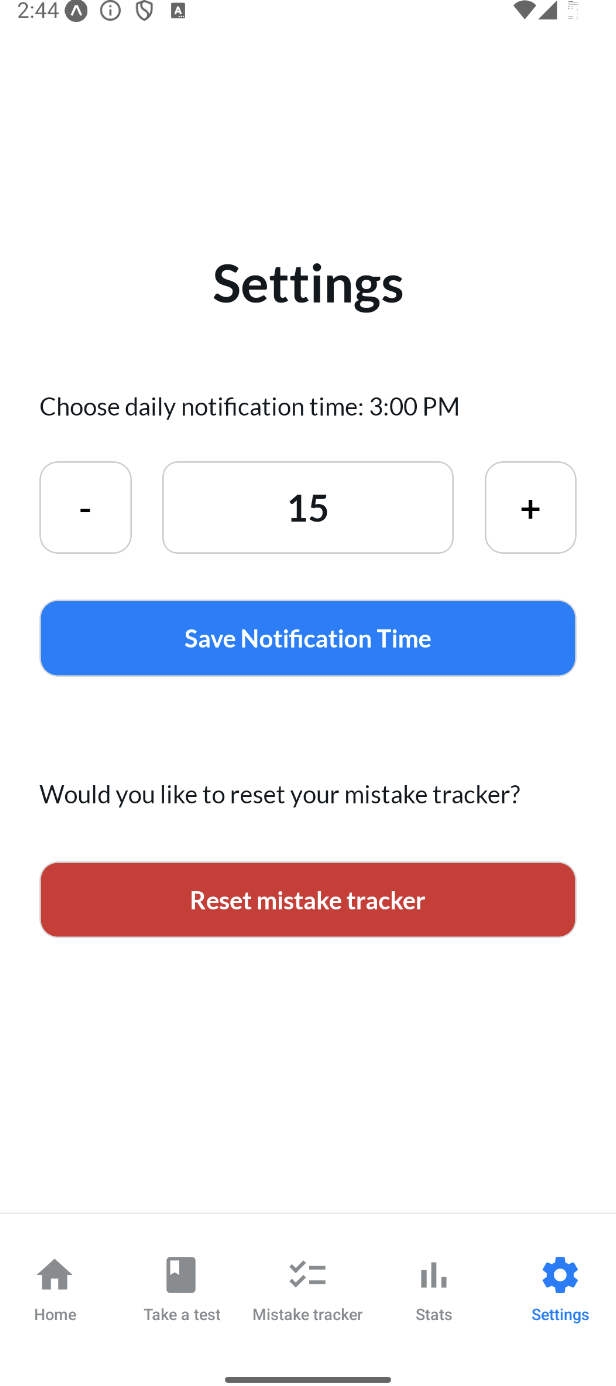 2:44
Settings
Choose daily notification time: 3:00 PM
- 15 +
Save Notification Time
Would you like to reset your mistake tracker?
Reset mistake tracker
Home Take a test Mistake tracker Stats Settings